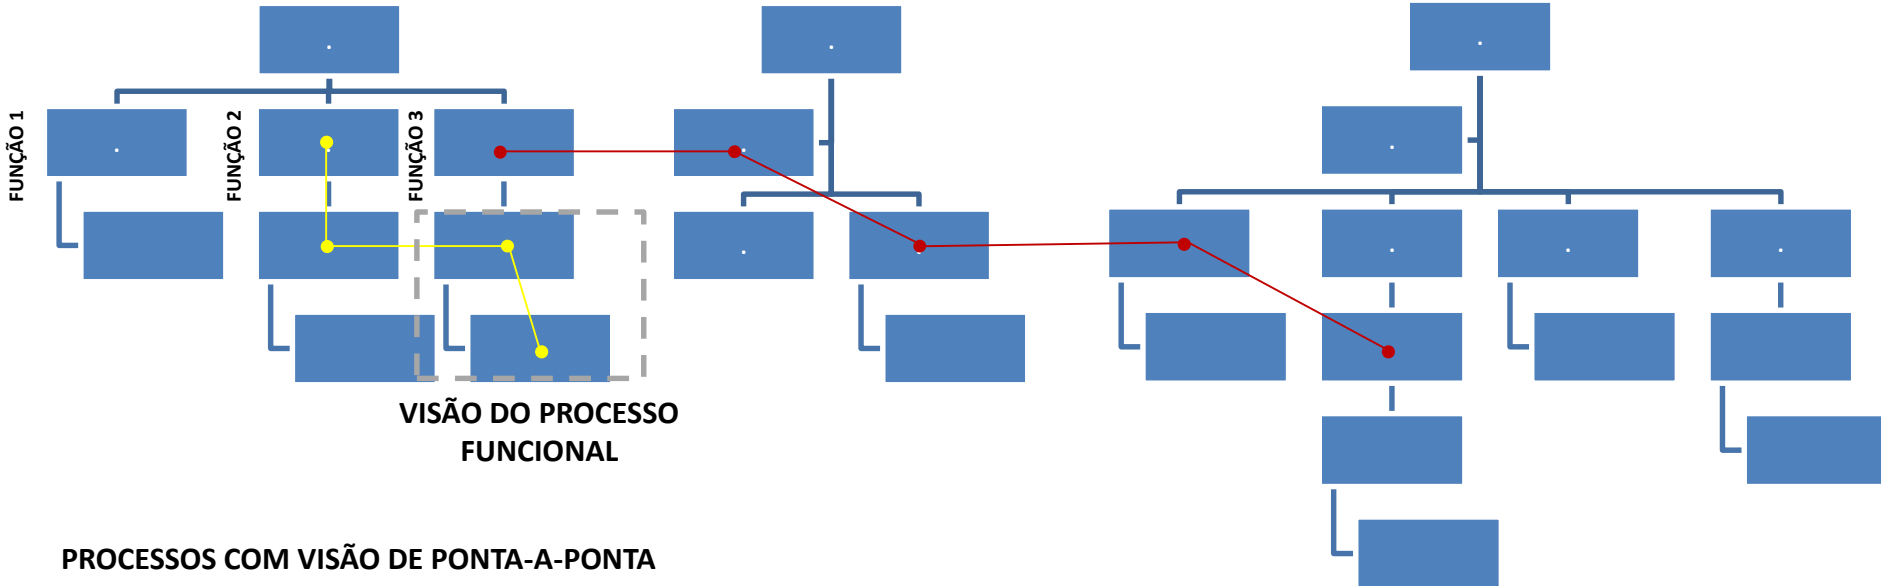 FUNÇÃO 1
FUNÇÃO 2
FUNÇÃO 3
VISÃO DO PROCESSO
FUNCIONAL
PROCESSOS COM VISÃO DE PONTA-A-PONTA